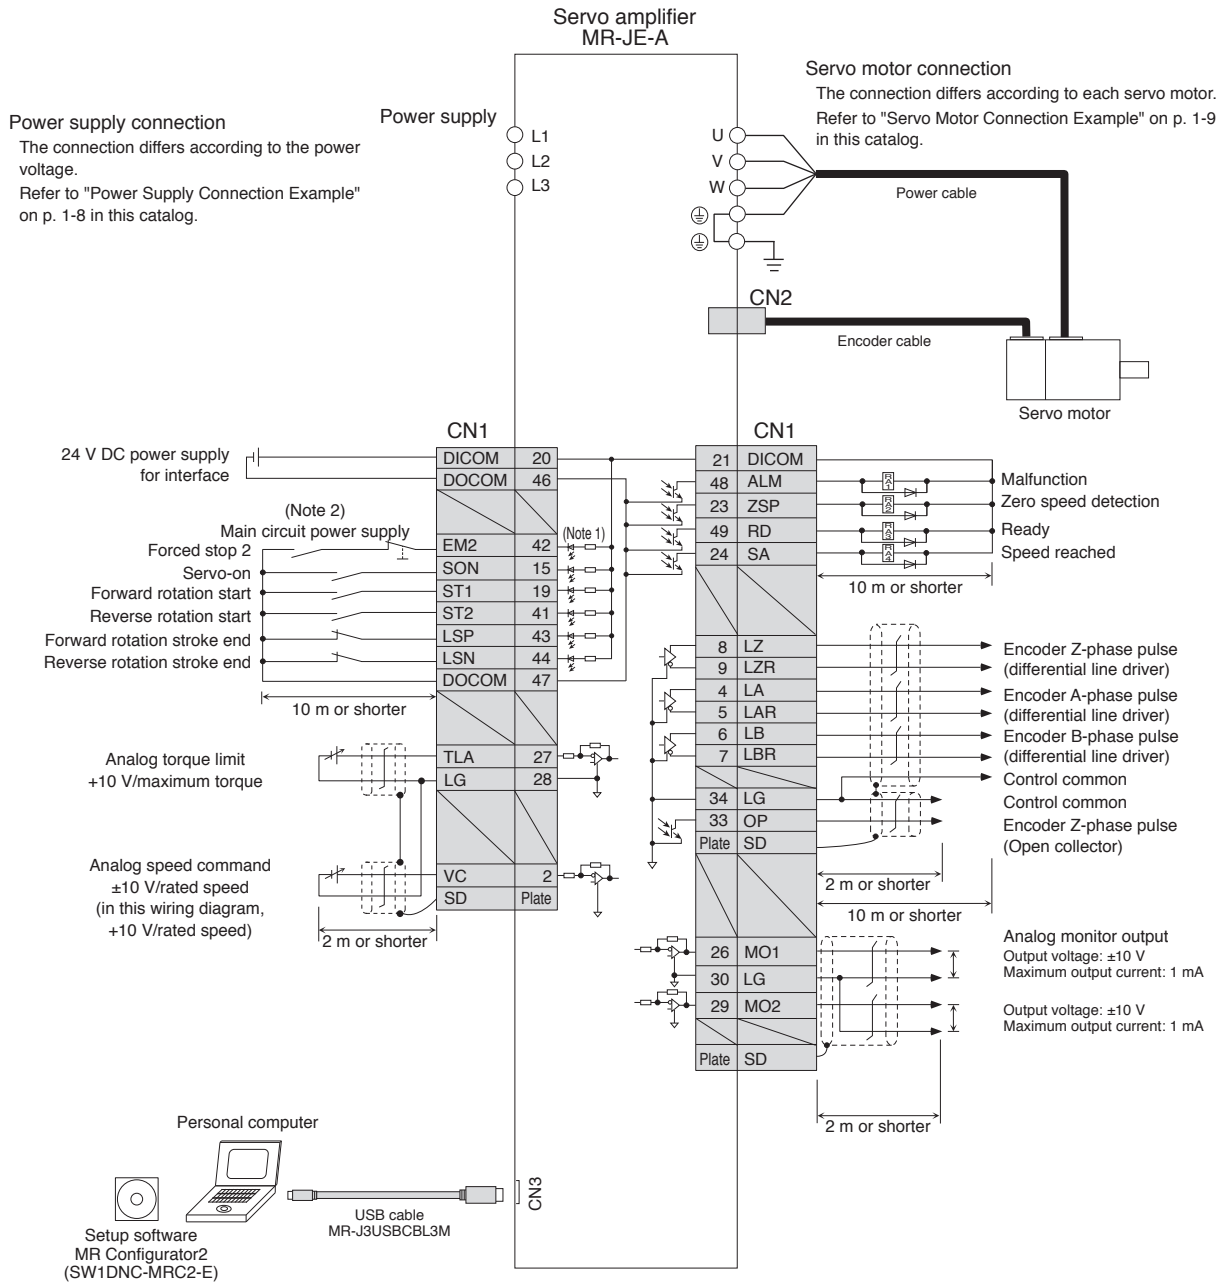 Servo amplifier
MR-JE-A
Power supply connection
The connection differs according to the power
voltage.
Refer to "Power Supply Connection Example"
on p. 1-8 in this catalog.
Power supply
L1
L2
L3
Servo motor connection
The connection differs according to each servo motor.
Refer to "Servo Motor Connection Example" on p. 1-9
in this catalog.
U
V
W
Power cable
CN2
Encoder cable
Servo motor
CN1
24 V DC power supply
for interface
DICOM 20
DOCOM 46
(Note 2)
Main circuit power supply
(Note 1)
Forced stop 2
EM2 42
Servo-on
SON 15
Forward rotation start
ST1 19
Reverse rotation start
ST2 41
Forward rotation stroke end
LSP 43
Reverse rotation stroke end
LSN 44
DOCOM 47
10 m or shorter
Analog torque limit
+10 V/maximum torque
TLA 27
LG 28
Analog speed command
±10 V/rated speed
(in this wiring diagram,
+10 V/rated speed)
VC 2
SD Plate
2 m or shorter
CN1
21 DICOM
48 ALM RA1 Malfunction
23 ZSP RA2 Zero speed detection
49 RD RA3 Ready
24 SA RA4 Speed reached
10 m or shorter
8 LZ
9 LZR
Encoder Z-phase pulse
(differential line driver)
4 LA
5 LAR
Encoder A-phase pulse
(differential line driver)
6 LB
7 LBR
Encoder B-phase pulse
(differential line driver)
Control common
34 LG
Control common
33 OP
Encoder Z-phase pulse
(Open collector)
Plate SD
2 m or shorter
10 m or shorter
Analog monitor output
26 MO1
Output voltage: ±10 V
Maximum output current: 1 mA
30 LG
29 MO2
Output voltage: ±10 V
Maximum output current: 1 mA
Plate SD
2 m or shorter
Personal computer
CN3
USB cable
MR-J3USBCBL3M
Setup software
MR Configurator2
(SW1DNC-MRC2-E)